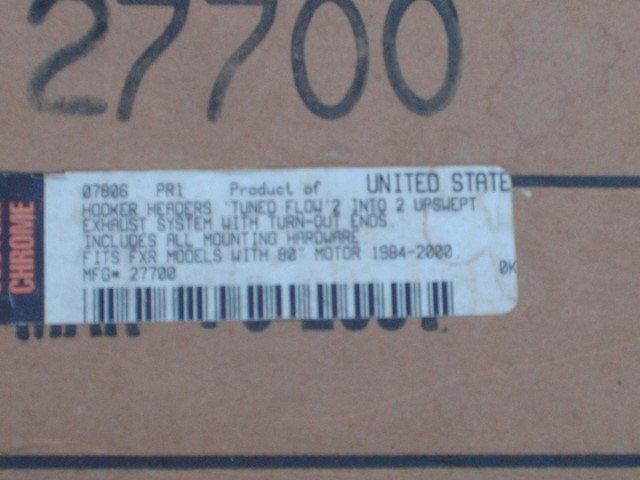 27700
07806 PR1 Product of UNITED STATE
HOOKER HEADERS 'TUNED FLOW' 2 INTO 2 UPSWEPT
EXHAUST SYSTEM WITH TURN-OUT ENDS.
INCLUDES ALL MOUNTING HARDWARE
FITS FXR MODELS WITH 80" MOTOR 1984-2000
MFG# 27700
OK
CHROME